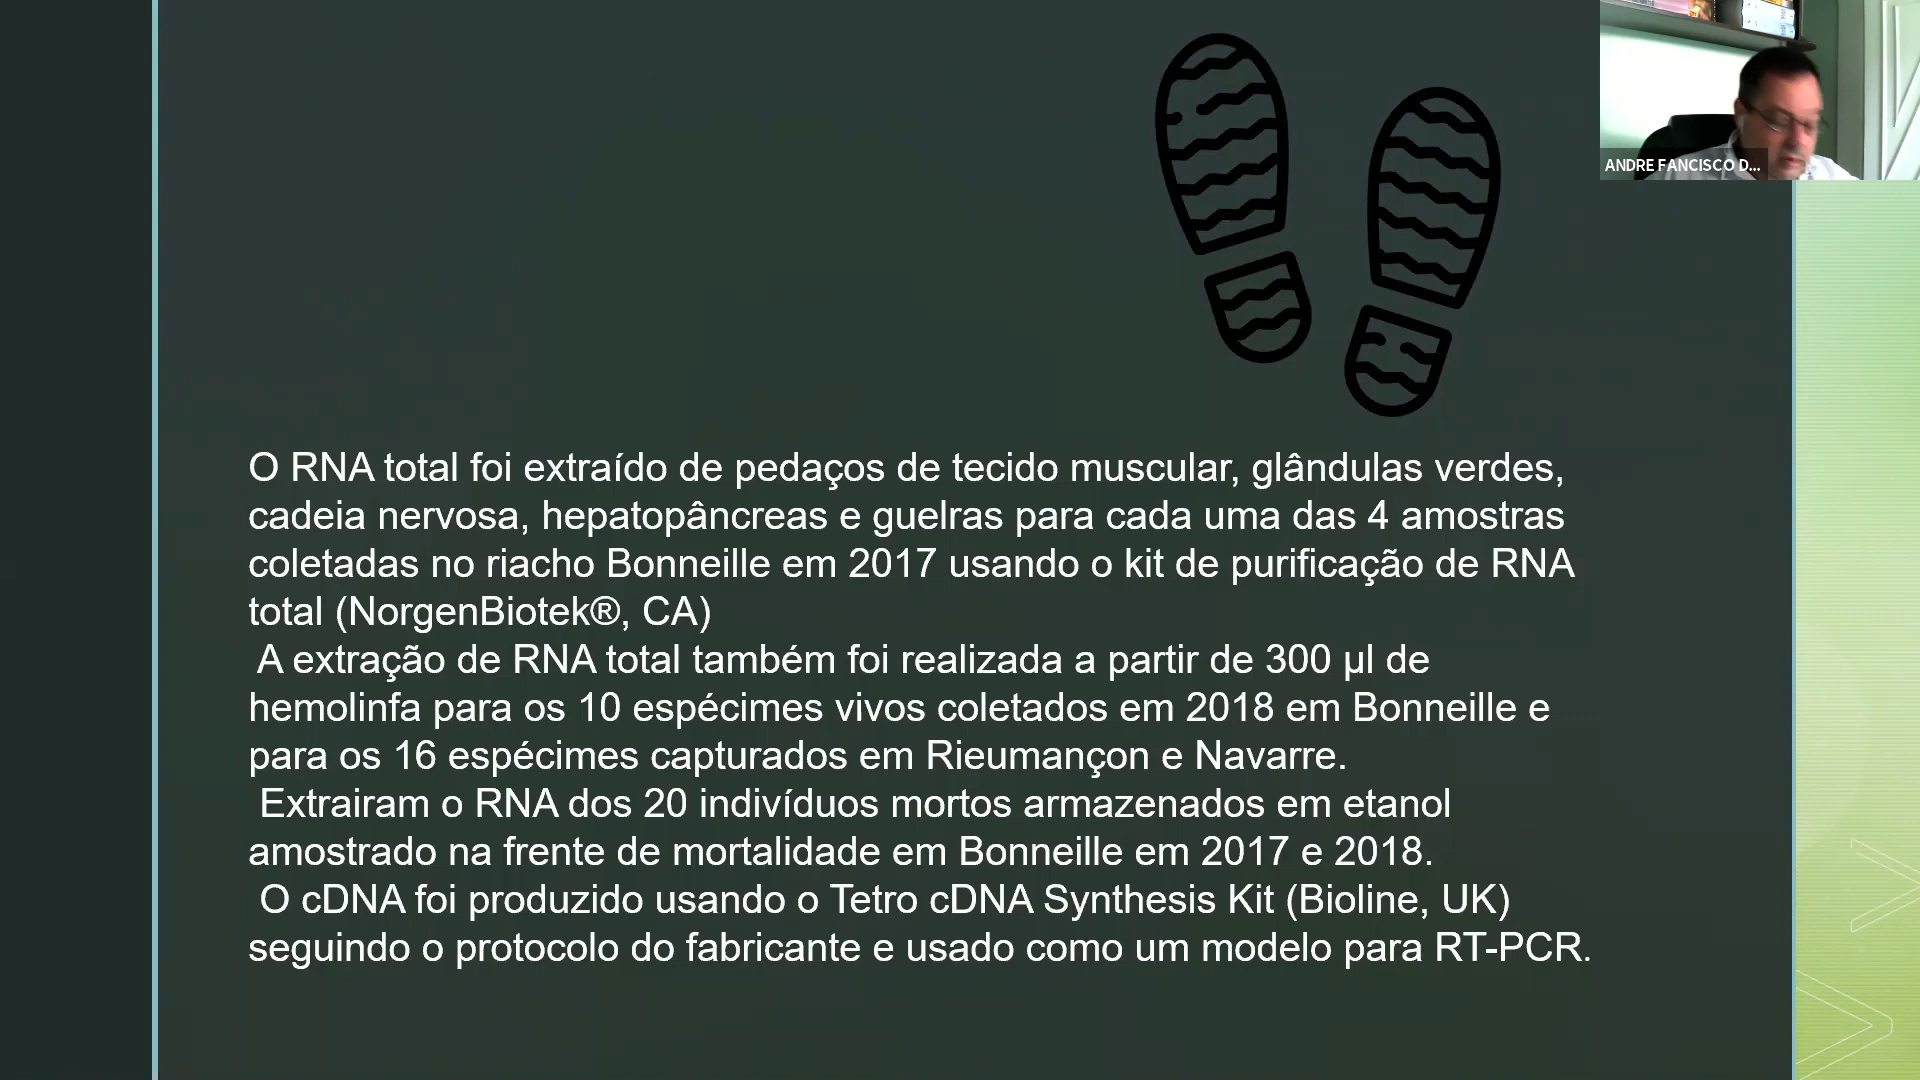 ANDRE FANCISCO D...
O RNA total foi extraído de pedaços de tecido muscular, glândulas verdes,
cadeia nervosa, hepatopâncreas e guelras para cada uma das 4 amostras
coletadas no riacho Bonneille em 2017 usando o kit de purificação de RNA
total (NorgenBiotek®, CA)
A extração de RNA total também foi realizada a partir de 300 µl de
hemolinfa para os 10 espécimes vivos coletados em 2018 em Bonneille e
para os 16 espécimes capturados em Rieumançon e Navarre.
Extrairam o RNA dos 20 indivíduos mortos armazenados em etanol
amostrado na frente de mortalidade em Bonneille em 2017 e 2018.
O cDNA foi produzido usando o Tetro cDNA Synthesis Kit (Bioline, UK)
seguindo o protocolo do fabricante e usado como um modelo para RT-PCR.